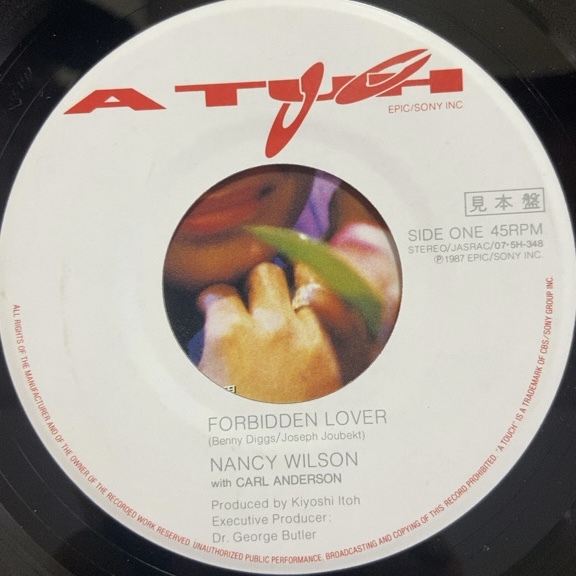 A TOUCH
EPIC/SONY INC
見本盤
SIDE ONE 45RPM
STEREO/JASRAC/07·5H-348
Ⓟ1987 EPIC/SONY INC.
FORBIDDEN LOVER
(Benny Diggs/Joseph Joubekt)
NANCY WILSON
with CARL ANDERSON
Produced by Kiyoshi Itoh
Executive Producer:
Dr. George Butler
ALL RIGHTS OF THE MANUFACTURER AND OF THE OWNER OF THE RECORDED WORK RESERVED. UNAUTHORIZED PUBLIC PERFORMANCE, BROADCASTING AND COPYING OF THIS RECORD PROHIBITED. "A TOUCH" IS A TRADEMARK OF CBS/SONY GROUP INC.